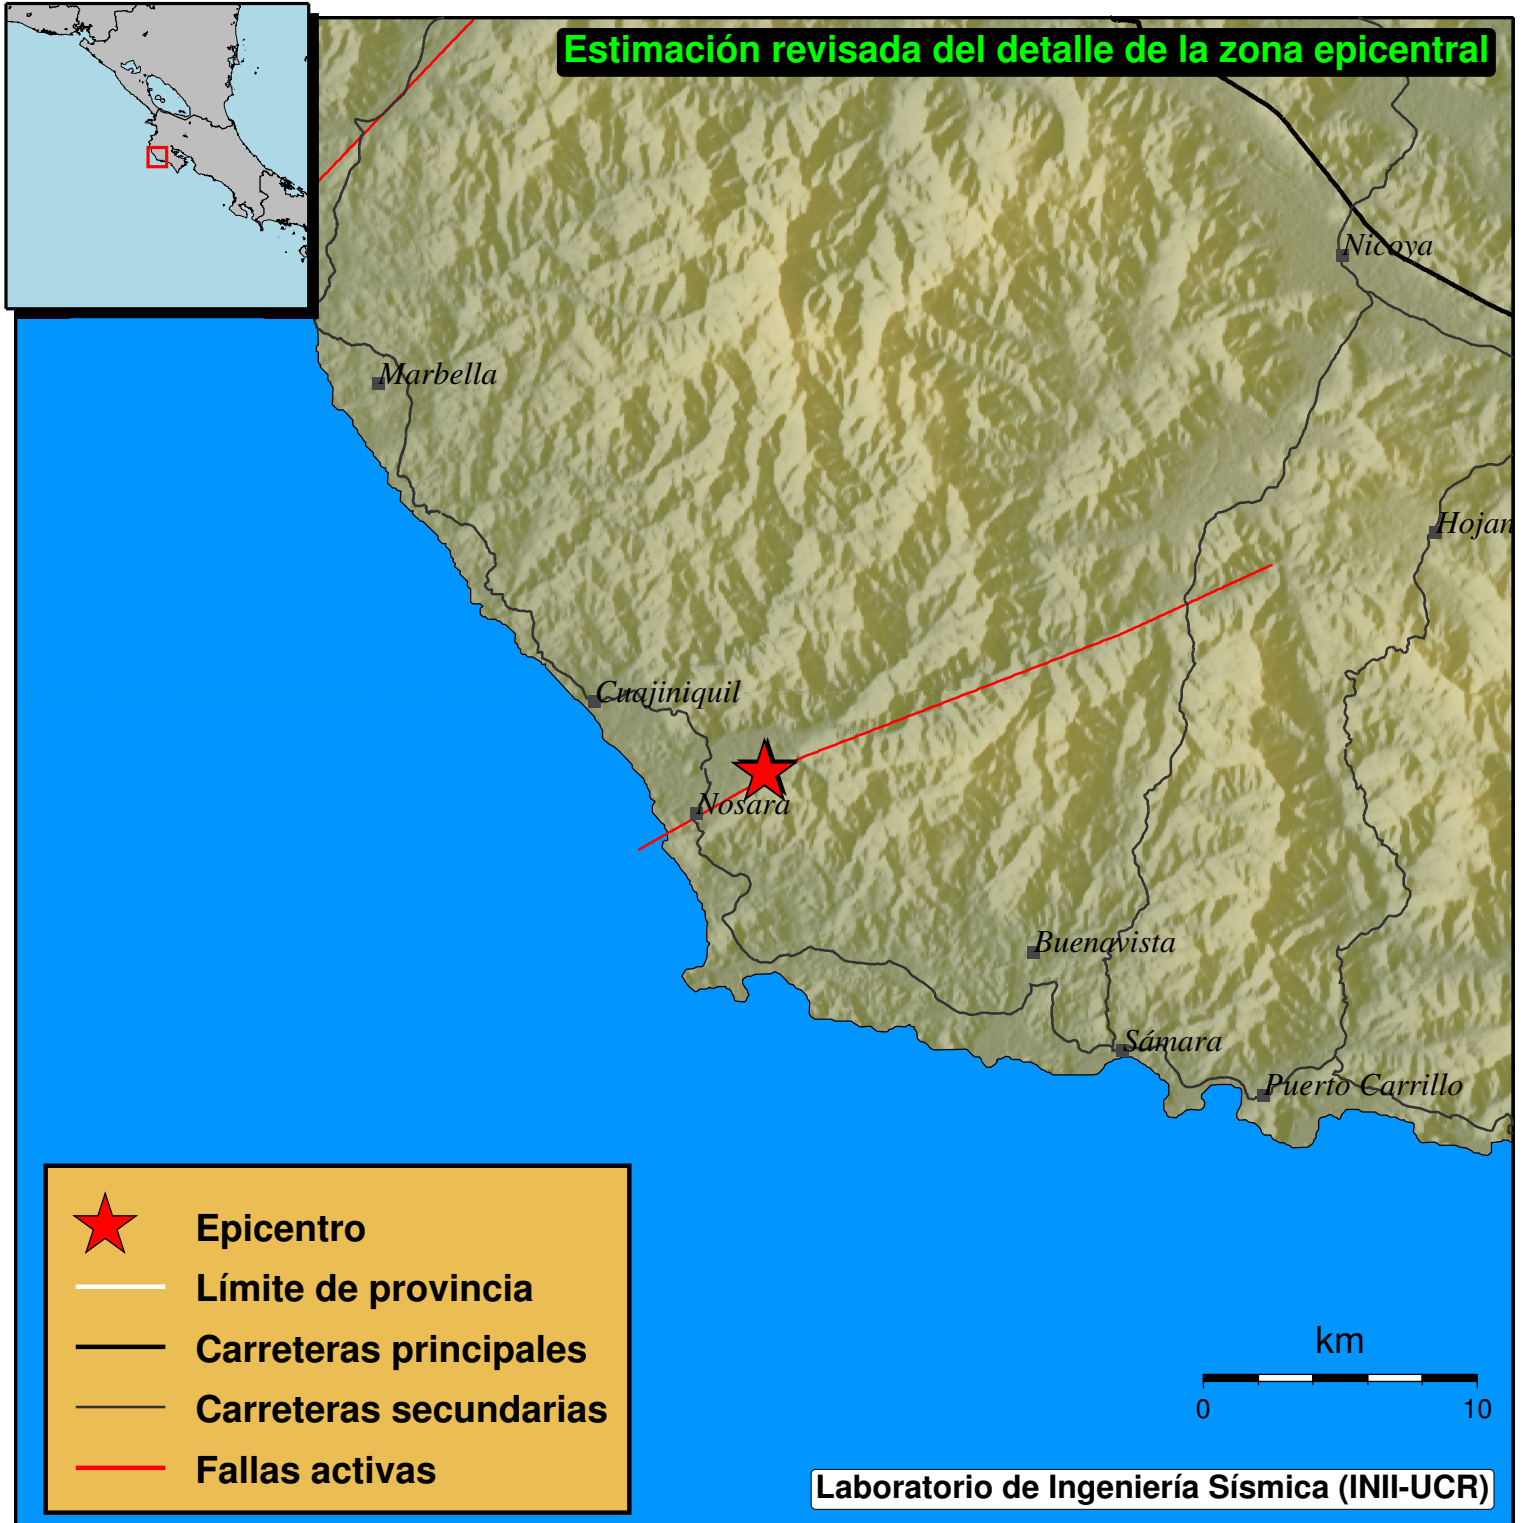 Estimación revisada del detalle de la zona epicentral
Nicoya
Marbella
Hojan
Cuajiniquil
Nosara
Buenavista
Sámara
Puerto Carrillo
Epicentro
Límite de provincia
Carreteras principales
Carreteras secundarias
Fallas activas
km
0 10
Laboratorio de Ingeniería Sísmica (INII-UCR)